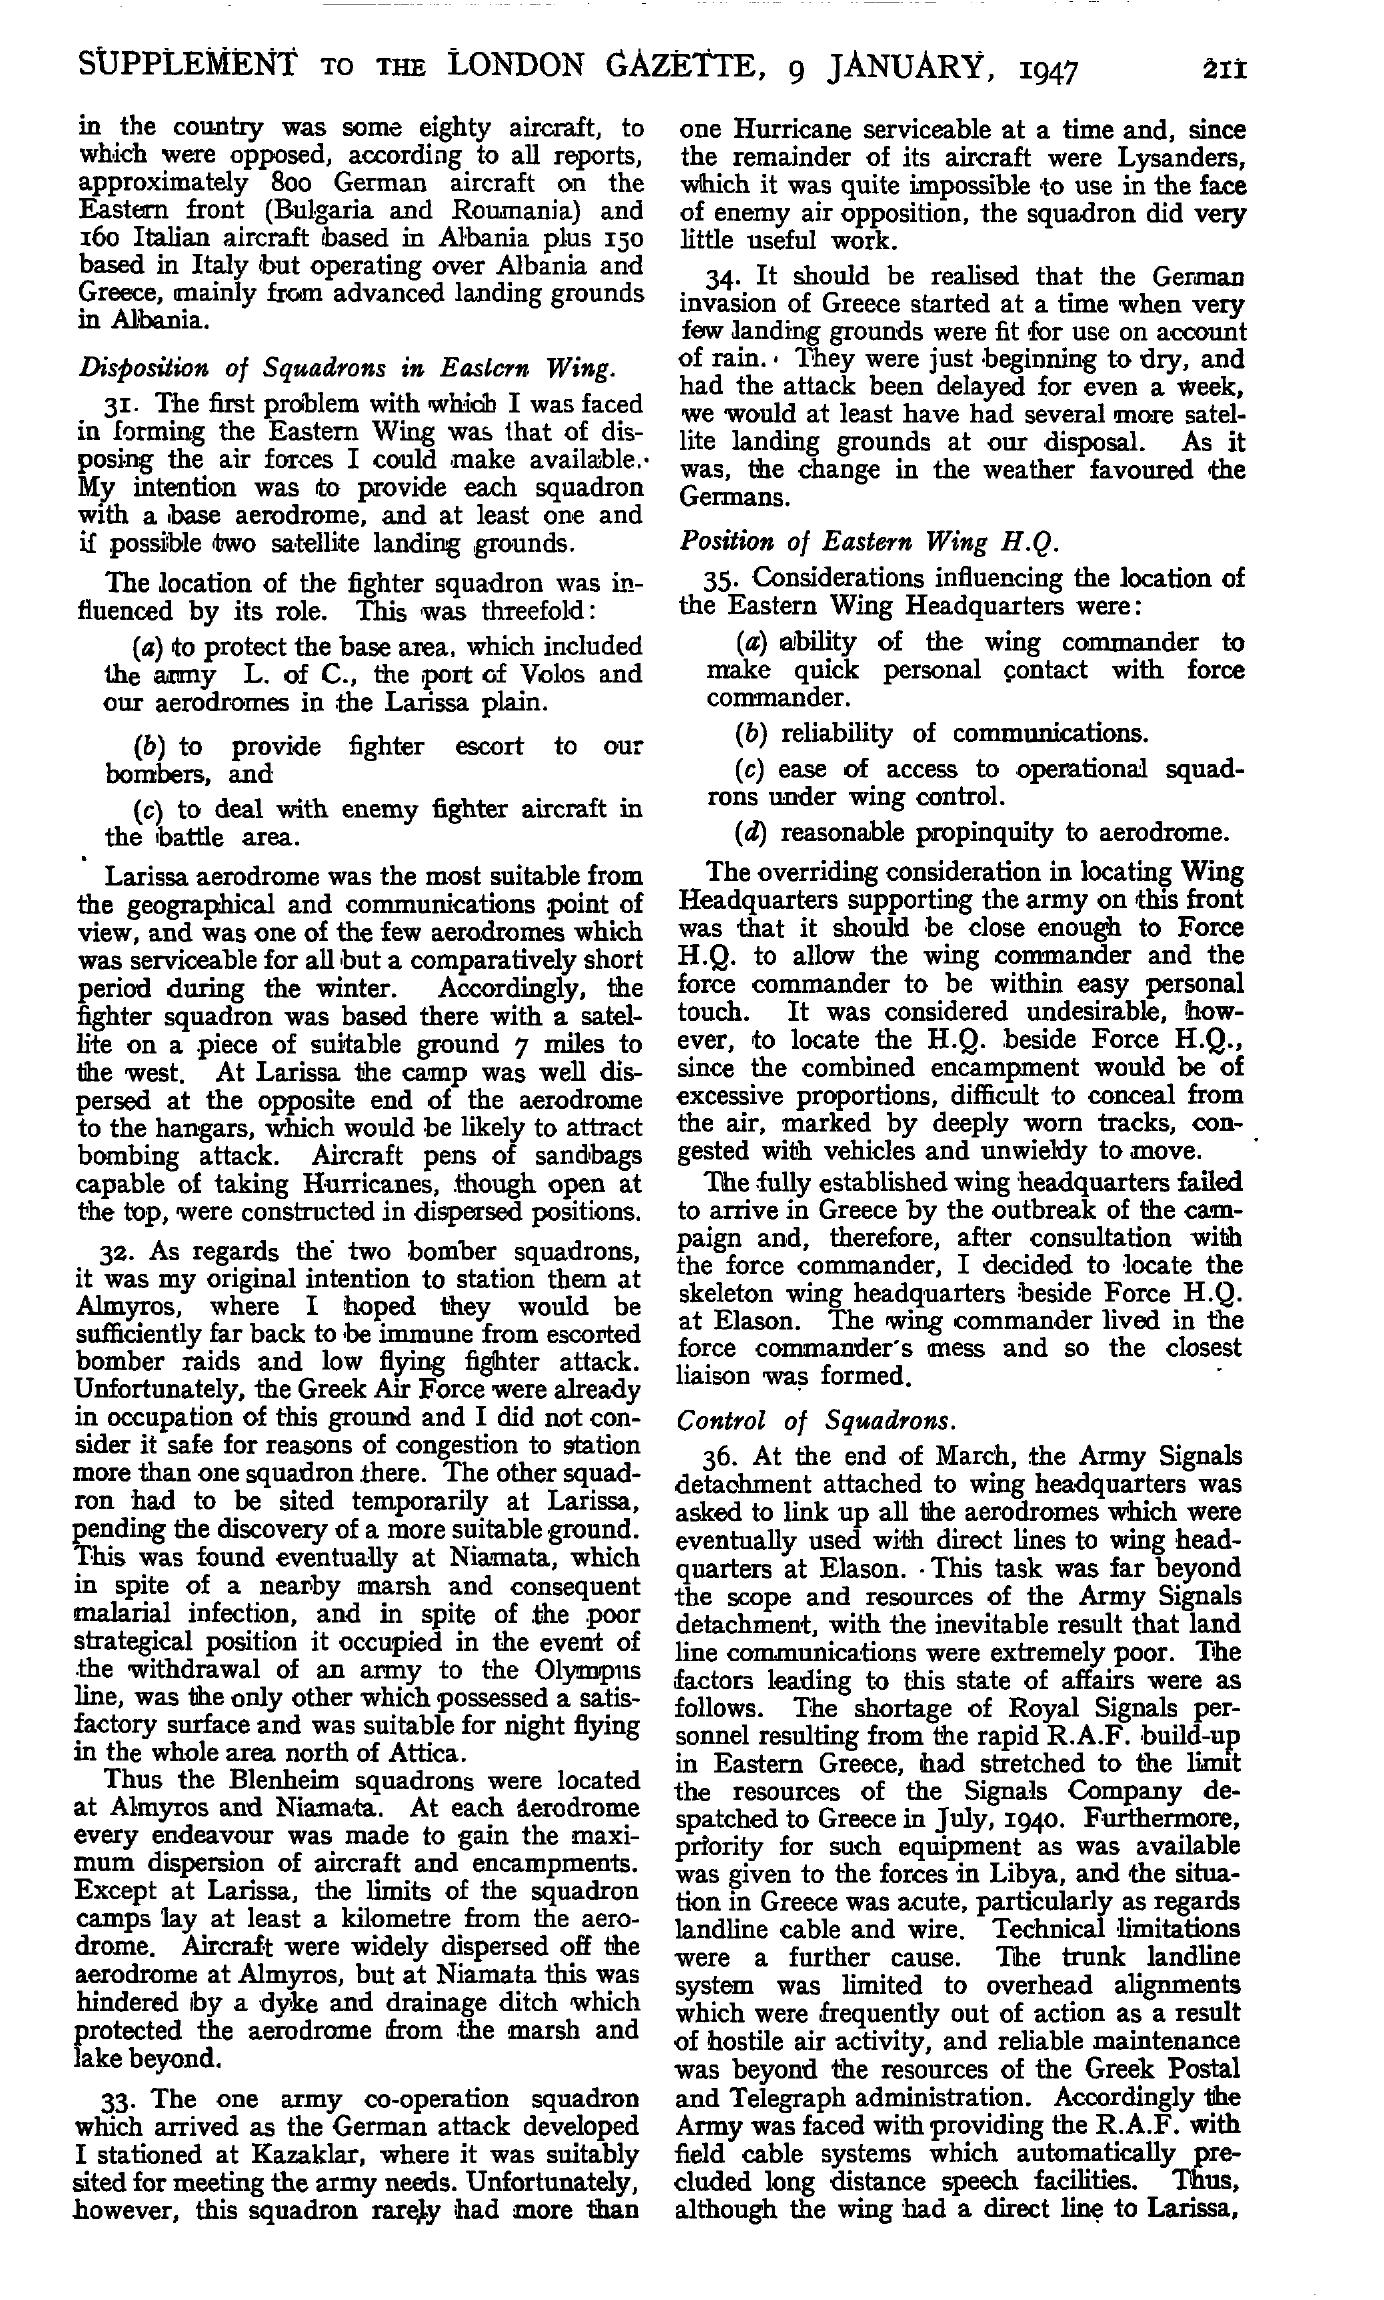 SUPPLEMENT TO THE LONDON GAZETTE, 9 JANUARY, 1947 211
in the country was some eighty aircraft, to
which were opposed, according to all reports,
approximately 800 German aircraft on the
Eastern front (Bulgaria and Roumania) and
160 Italian aircraft based in Albania plus 150
based in Italy but operating over Albania and
Greece, mainly from advanced landing grounds
in Albania.
Disposition of Squadrons in Eastern Wing.
31. The first problem with which I was faced
in forming the Eastern Wing was that of dis-
posing the air forces I could make available.
My intention was to provide each squadron
with a base aerodrome, and at least one and
if possible two satellite landing grounds.
The location of the fighter squadron was in-
fluenced by its role. This was threefold:
(a) to protect the base area, which included
the army L. of C., the port of Volos and
our aerodromes in the Larissa plain.
(b) to provide fighter escort to our
bombers, and
(c) to deal with enemy fighter aircraft in
the battle area.
Larissa aerodrome was the most suitable from
the geographical and communications point of
view, and was one of the few aerodromes which
was serviceable for all but a comparatively short
period during the winter. Accordingly, the
fighter squadron was based there with a satel-
lite on a piece of suitable ground 7 miles to
the west. At Larissa the camp was well dis-
persed at the opposite end of the aerodrome
to the hangars, which would be likely to attract
bombing attack. Aircraft pens of sandbags
capable of taking Hurricanes, though open at
the top, were constructed in dispersed positions.
32. As regards the two bomber squadrons,
it was my original intention to station them at
Almyros, where I hoped they would be
sufficiently far back to be immune from escorted
bomber raids and low flying fighter attack.
Unfortunately, the Greek Air Force were already
in occupation of this ground and I did not con-
sider it safe for reasons of congestion to station
more than one squadron there. The other squad-
ron had to be sited temporarily at Larissa,
pending the discovery of a more suitable ground.
This was found eventually at Niamata, which
in spite of a nearby marsh and consequent
malarial infection, and in spite of the poor
strategical position it occupied in the event of
the withdrawal of an army to the Olympus
line, was the only other which possessed a satis-
factory surface and was suitable for night flying
in the whole area north of Attica.
Thus the Blenheim squadrons were located
at Almyros and Niamata. At each aerodrome
every endeavour was made to gain the maxi-
mum dispersion of aircraft and encampments.
Except at Larissa, the limits of the squadron
camps lay at least a kilometre from the aero-
drome. Aircraft were widely dispersed off the
aerodrome at Almyros, but at Niamata this was
hindered by a dyke and drainage ditch which
protected the aerodrome from the marsh and
lake beyond.
33. The one army co-operation squadron
which arrived as the German attack developed
I stationed at Kazaklar, where it was suitably
sited for meeting the army needs. Unfortunately,
however, this squadron rarely had more than
one Hurricane serviceable at a time and, since
the remainder of its aircraft were Lysanders,
which it was quite impossible to use in the face
of enemy air opposition, the squadron did very
little useful work.
34. It should be realised that the German
invasion of Greece started at a time when very
few landing grounds were fit for use on account
of rain. They were just beginning to dry, and
had the attack been delayed for even a week,
we would at least have had several more satel-
lite landing grounds at our disposal. As it
was, the change in the weather favoured the
Germans.
Position of Eastern Wing H.Q.
35. Considerations influencing the location of
the Eastern Wing Headquarters were:
(a) ability of the wing commander to
make quick personal contact with force
commander.
(b) reliability of communications.
(c) ease of access to operational squad-
rons under wing control.
(d) reasonable propinquity to aerodrome.
The overriding consideration in locating Wing
Headquarters supporting the army on this front
was that it should be close enough to Force
H.Q. to allow the wing commander and the
force commander to be within easy personal
touch. It was considered undesirable, how-
ever, to locate the H.Q. beside Force H.Q.,
since the combined encampment would be of
excessive proportions, difficult to conceal from
the air, marked by deeply worn tracks, con-
gested with vehicles and unwieldy to move.
The fully established wing headquarters failed
to arrive in Greece by the outbreak of the cam-
paign and, therefore, after consultation with
the force commander, I decided to locate the
skeleton wing headquarters beside Force H.Q.
at Elason. The wing commander lived in the
force commander's mess and so the closest
liaison was formed.
Control of Squadrons.
36. At the end of March, the Army Signals
detachment attached to wing headquarters was
asked to link up all the aerodromes which were
eventually used with direct lines to wing head-
quarters at Elason. This task was far beyond
the scope and resources of the Army Signals
detachment, with the inevitable result that land
line communications were extremely poor. The
factors leading to this state of affairs were as
follows. The shortage of Royal Signals per-
sonnel resulting from the rapid R.A.F. build-up
in Eastern Greece, had stretched to the limit
the resources of the Signals Company de-
spatched to Greece in July, 1940. Furthermore,
priority for such equipment as was available
was given to the forces in Libya, and the situa-
tion in Greece was acute, particularly as regards
landline cable and wire. Technical limitations
were a further cause. The trunk landline
system was limited to overhead alignments
which were frequently out of action as a result
of hostile air activity, and reliable maintenance
was beyond the resources of the Greek Postal
and Telegraph administration. Accordingly the
Army was faced with providing the R.A.F. with
field cable systems which automatically pre-
cluded long distance speech facilities. Thus,
although the wing had a direct line to Larissa,